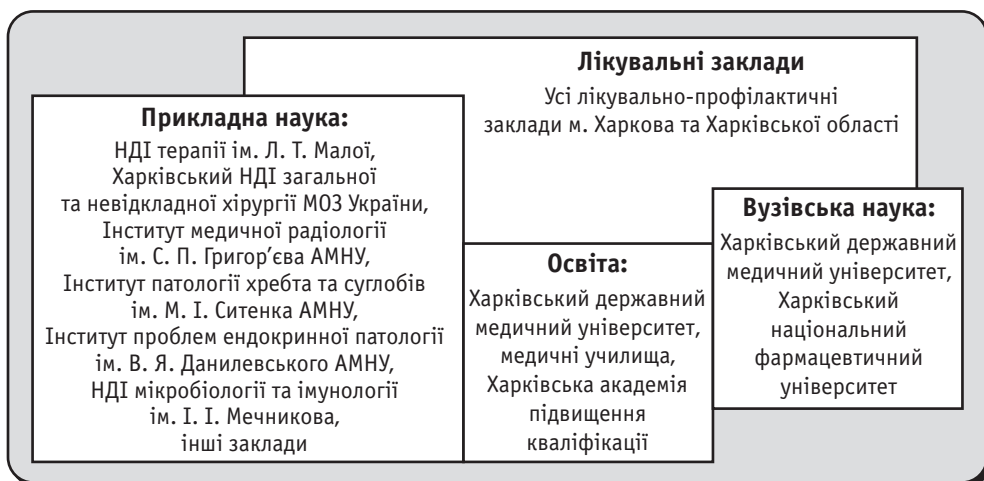 Лікувальні заклади
Усі лікувально-профілактичні
заклади м. Харкова та Харківської області
Прикладна наука:
НДІ терапії ім. Л. Т. Малої,
Харківський НДІ загальної
та невідкладної хірургії МОЗ України,
Інститут медичної радіології
ім. С. П. Григор’єва АМНУ,
Інститут патології хребта та суглобів
ім. М. І. Ситенка АМНУ,
Інститут проблем ендокринної патології
ім. В. Я. Данилевського АМНУ,
НДІ мікробіології та імунології
ім. І. І. Мечникова,
інші заклади
Освіта:
Харківський державний
медичний університет,
медичні училища,
Харківська академія
підвищення
кваліфікації
Вузівська наука:
Харківський державний
медичний університет,
Харківський
національний
фармацевтичний
університет